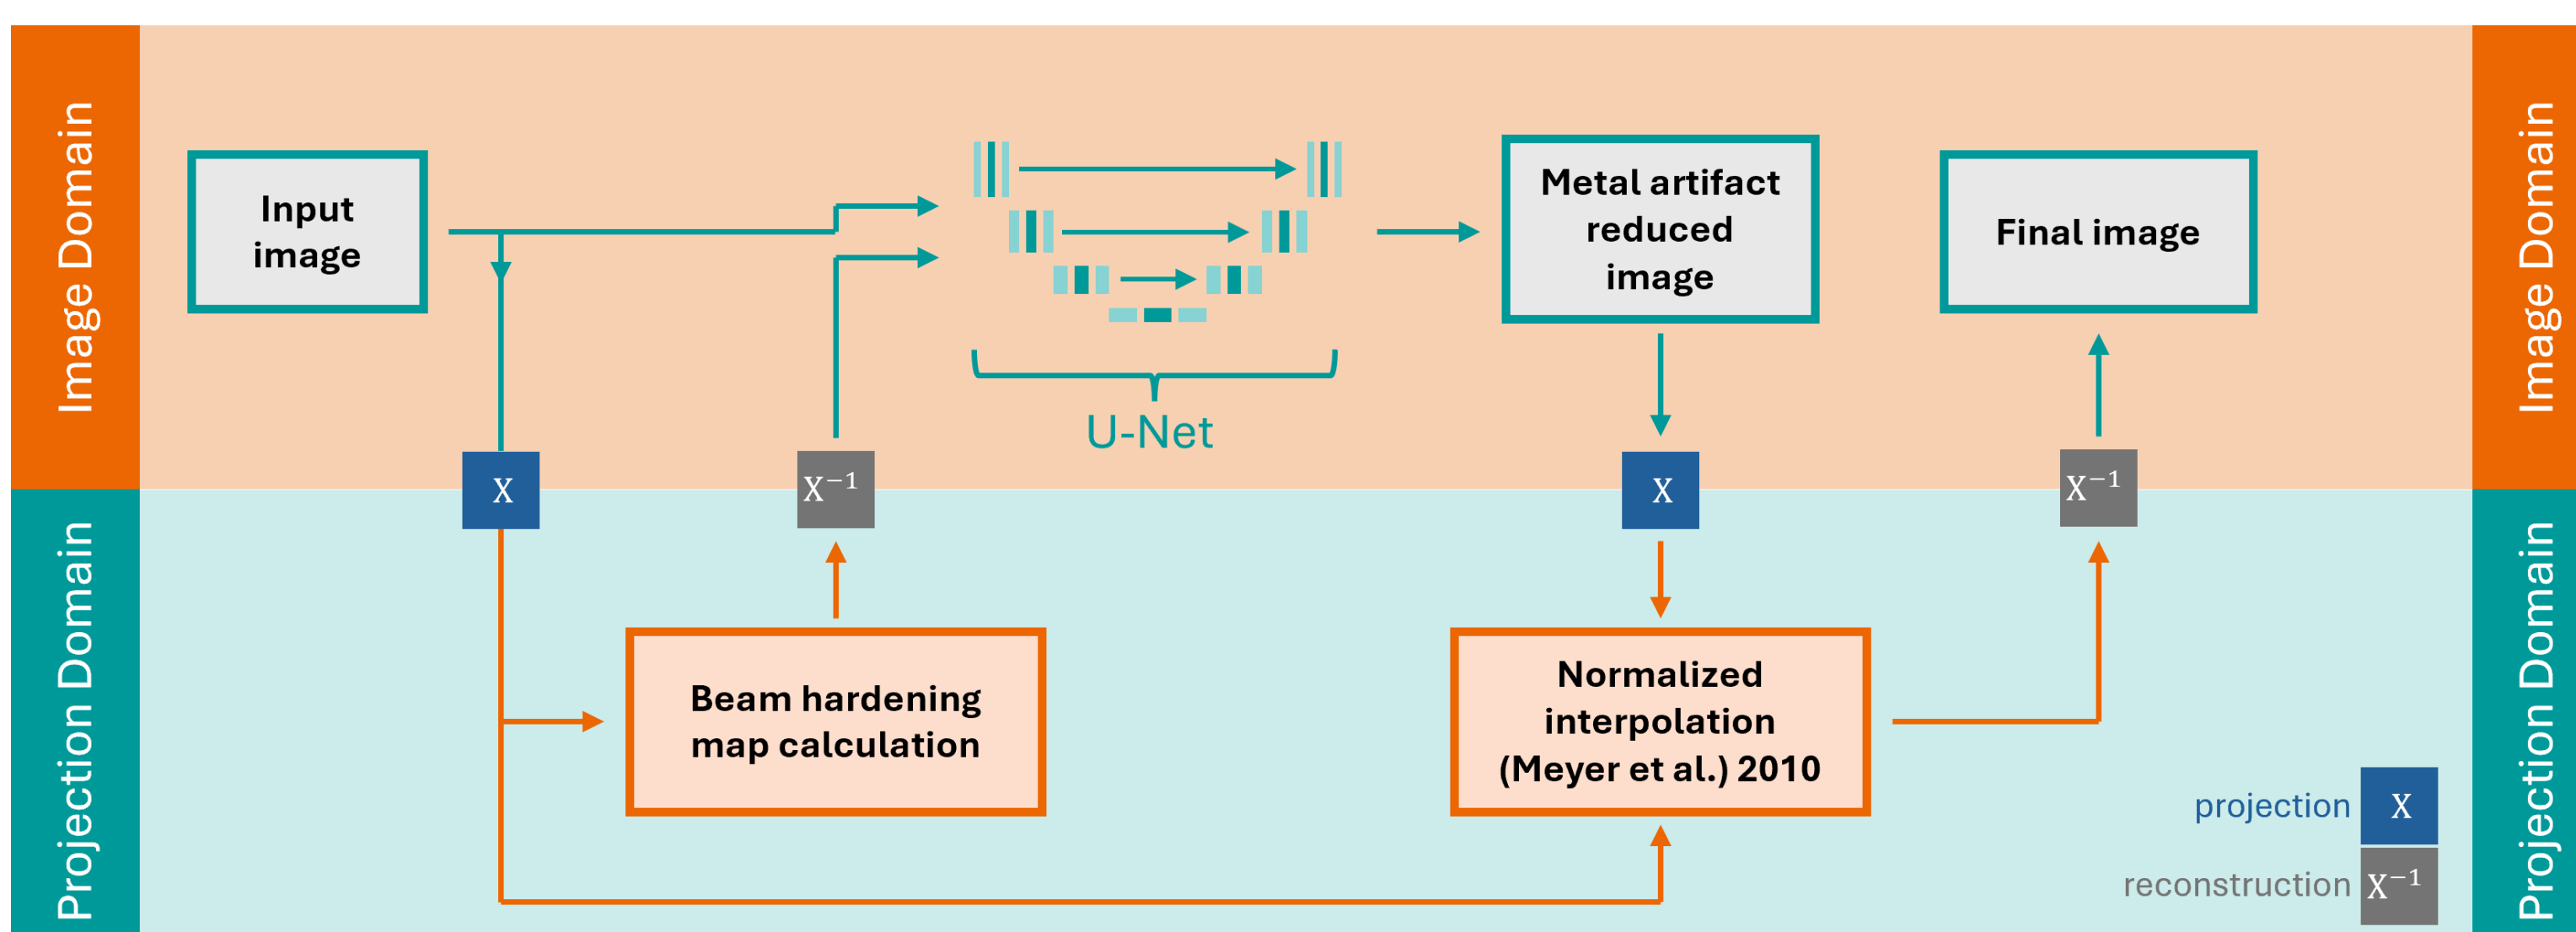 Image Domain
Input
image
U-Net
Metal artifact
reduced
image
Final image
Image Domain
X
X⁻¹
X
X⁻¹
Projection Domain
Beam hardening
map calculation
Normalized
interpolation
(Meyer et al.) 2010
projection X
reconstruction X⁻¹
Projection Domain